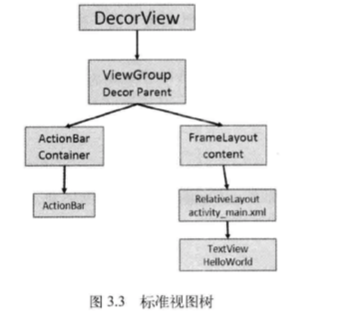 DecorView
ViewGroup
Decor Parent
ActionBar
Container
FrameLayout
content
ActionBar
RelativeLayout
activity_main.xml
TextView
HelloWorld
图 3.3 标准视图树